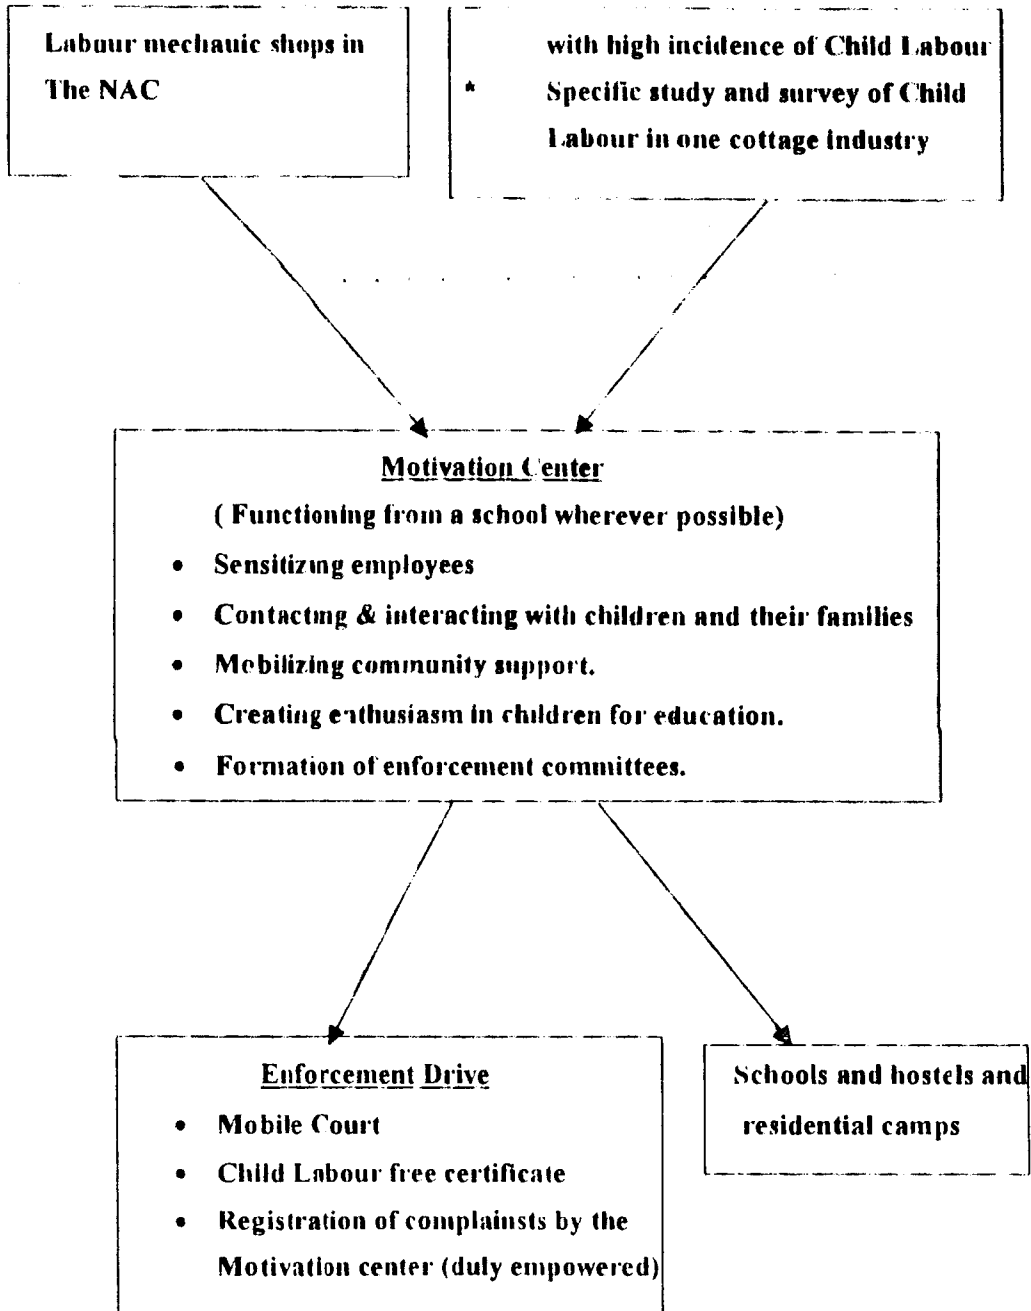 Labour mechauic shops in
The NAC
with high incidence of Child Labour
* Specific study and survey of Child
Labour in one cottage industry
Motivation Center
( Functioning from a school wherever possible)
• Sensitizing employees
• Contacting & interacting with children and their families
• Mobilizing community support.
• Creating enthusiasm in children for education.
• Formation of enforcement committees.
Enforcement Drive
• Mobile Court
• Child Labour free certificate
• Registration of complainsts by the
Motivation center (duly empowered)
Schools and hostels and
residential camps